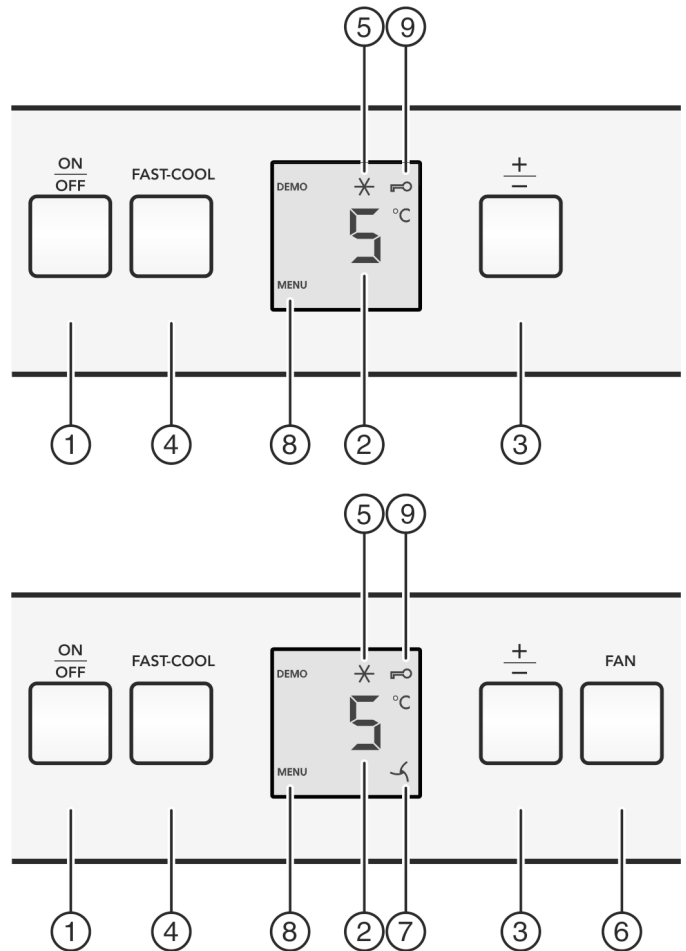 5 9
ON
OFF
FAST-COOL
+
−
DEMO
°C
5
MENU
1 4 8 2 3
5 9
ON
OFF
FAST-COOL
+
−
FAN
DEMO
°C
5
MENU
1 4 8 2 7 3 6